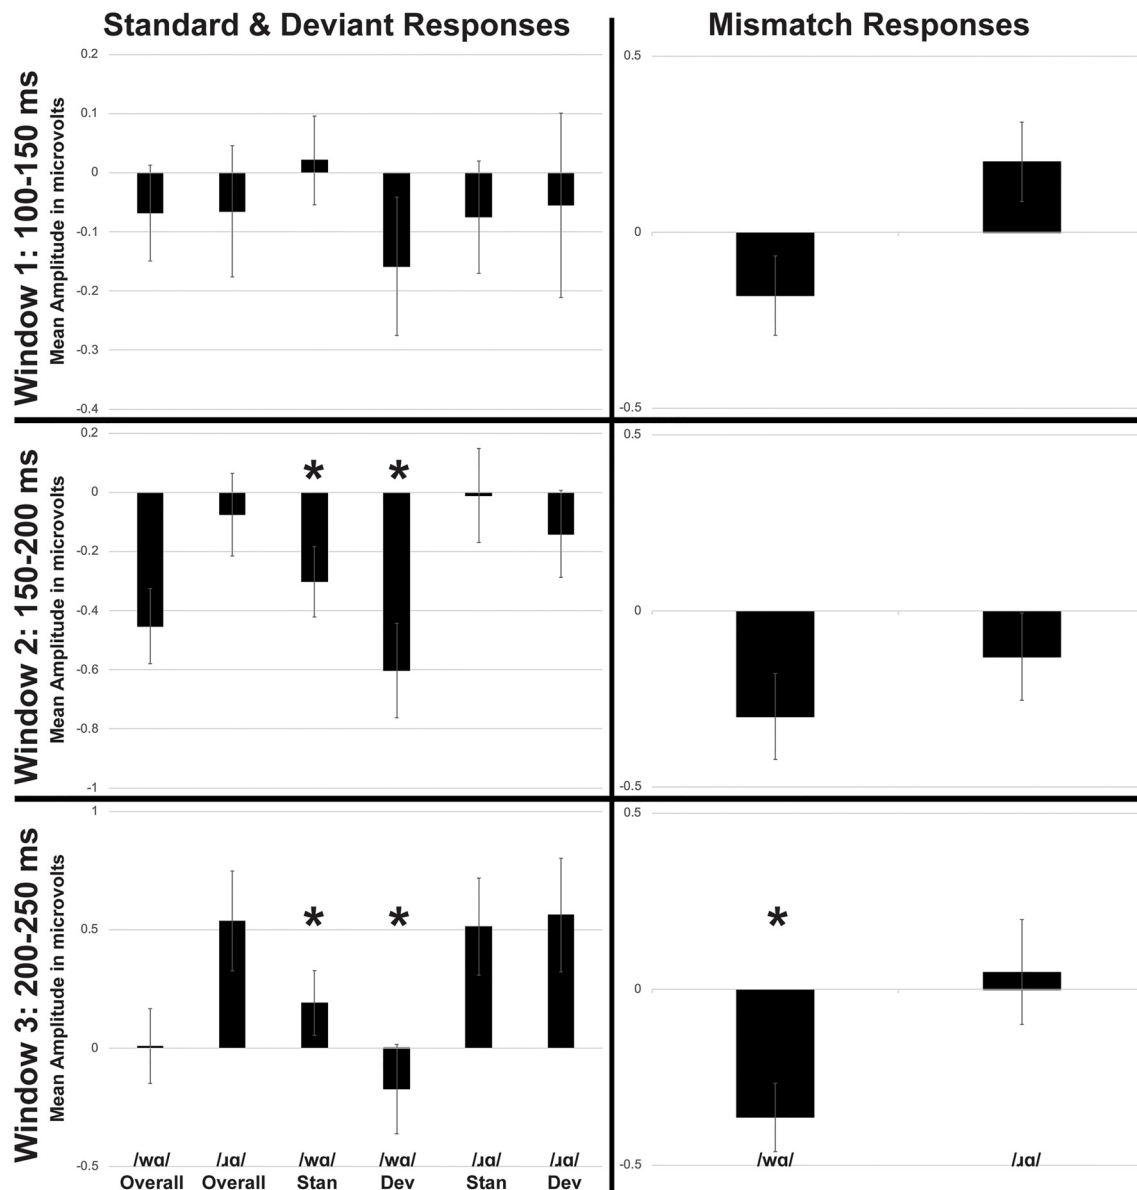 Standard & Deviant Responses
Mismatch Responses
Window 1: 100-150 ms
Mean Amplitude in microvolts
0.2
0.1
0
-0.1
-0.2
-0.3
-0.4
0.5
0
-0.5
Window 2: 150-200 ms
Mean Amplitude in microvolts
0.2
0
-0.2
-0.4
-0.6
-0.8
-1
* *
0.5
0
-0.5
Window 3: 200-250 ms
Mean Amplitude in microvolts
1
0.5
0
-0.5
* *
/wɑ/ /ɹɑ/ /wɑ/ /wɑ/ /ɹɑ/ /ɹɑ/
Overall Overall Stan Dev Stan Dev
0.5
0
-0.5
*
/wɑ/ /ɹɑ/